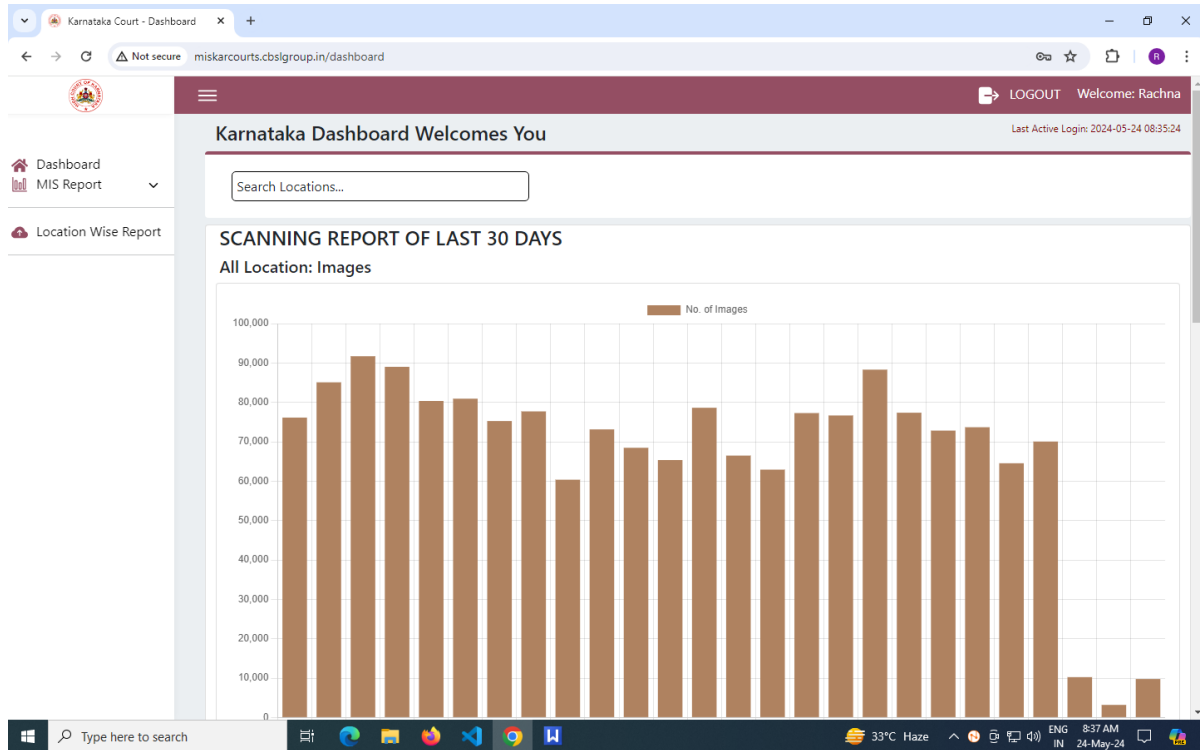 Karnataka Court - Dashboard
Not secure miskarcourts.cbslgroup.in/dashboard
R
LOGOUT Welcome: Rachna
Karnataka Dashboard Welcomes You
Last Active Login: 2024-05-24 08:35:24
Dashboard
MIS Report
Location Wise Report
Search Locations...
SCANNING REPORT OF LAST 30 DAYS
All Location: Images
No. of Images
100,000
90,000
80,000
70,000
60,000
50,000
40,000
30,000
20,000
10,000
0
Type here to search
33°C Haze
ENG
IN
8:37 AM
24-May-24